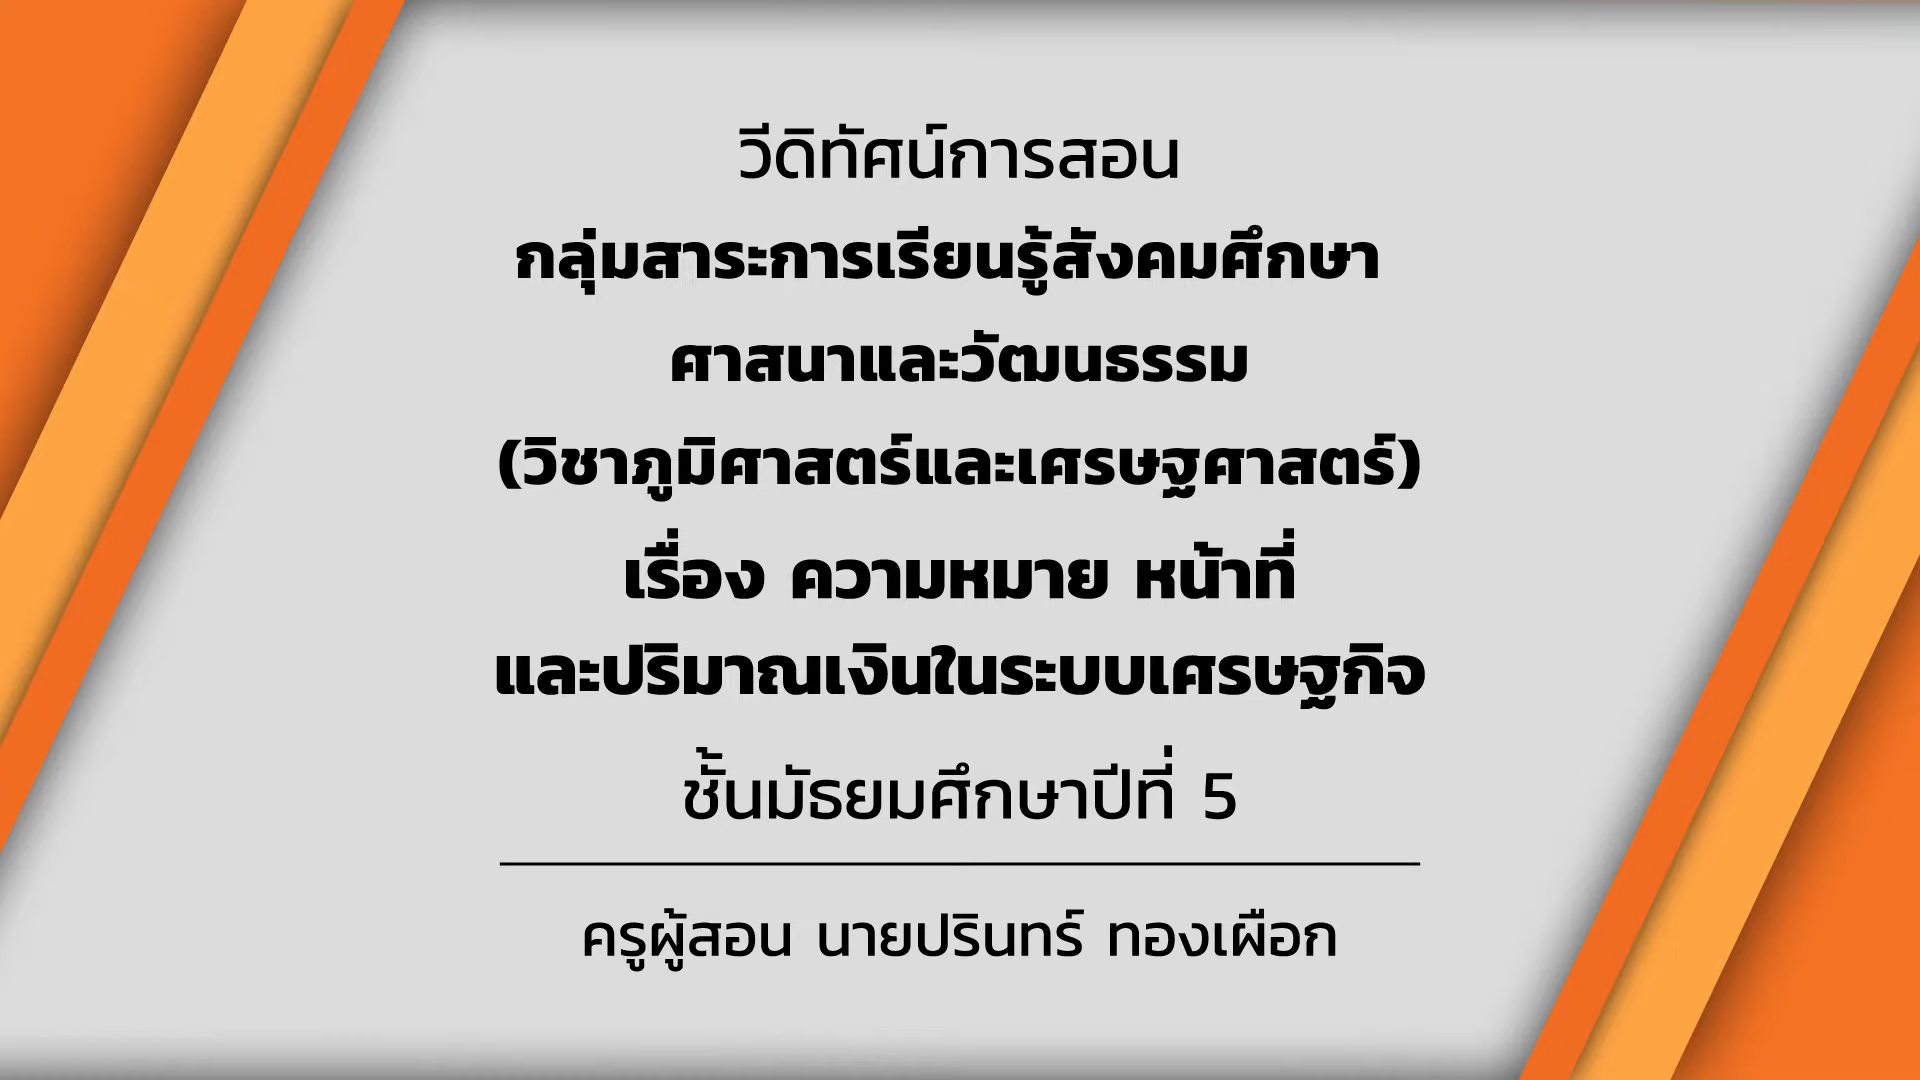 วีดิทัศน์การสอน
กลุ่มสาระการเรียนรู้สังคมศึกษา
ศาสนาและวัฒนธรรม
(วิชาภูมิศาสตร์และเศรษฐศาสตร์)
เรื่อง ความหมาย หน้าที่
และปริมาณเงินในระบบเศรษฐกิจ
ชั้นมัธยมศึกษาปีที่ 5
ครูผู้สอน นายปรินทร์ ทองเผือก